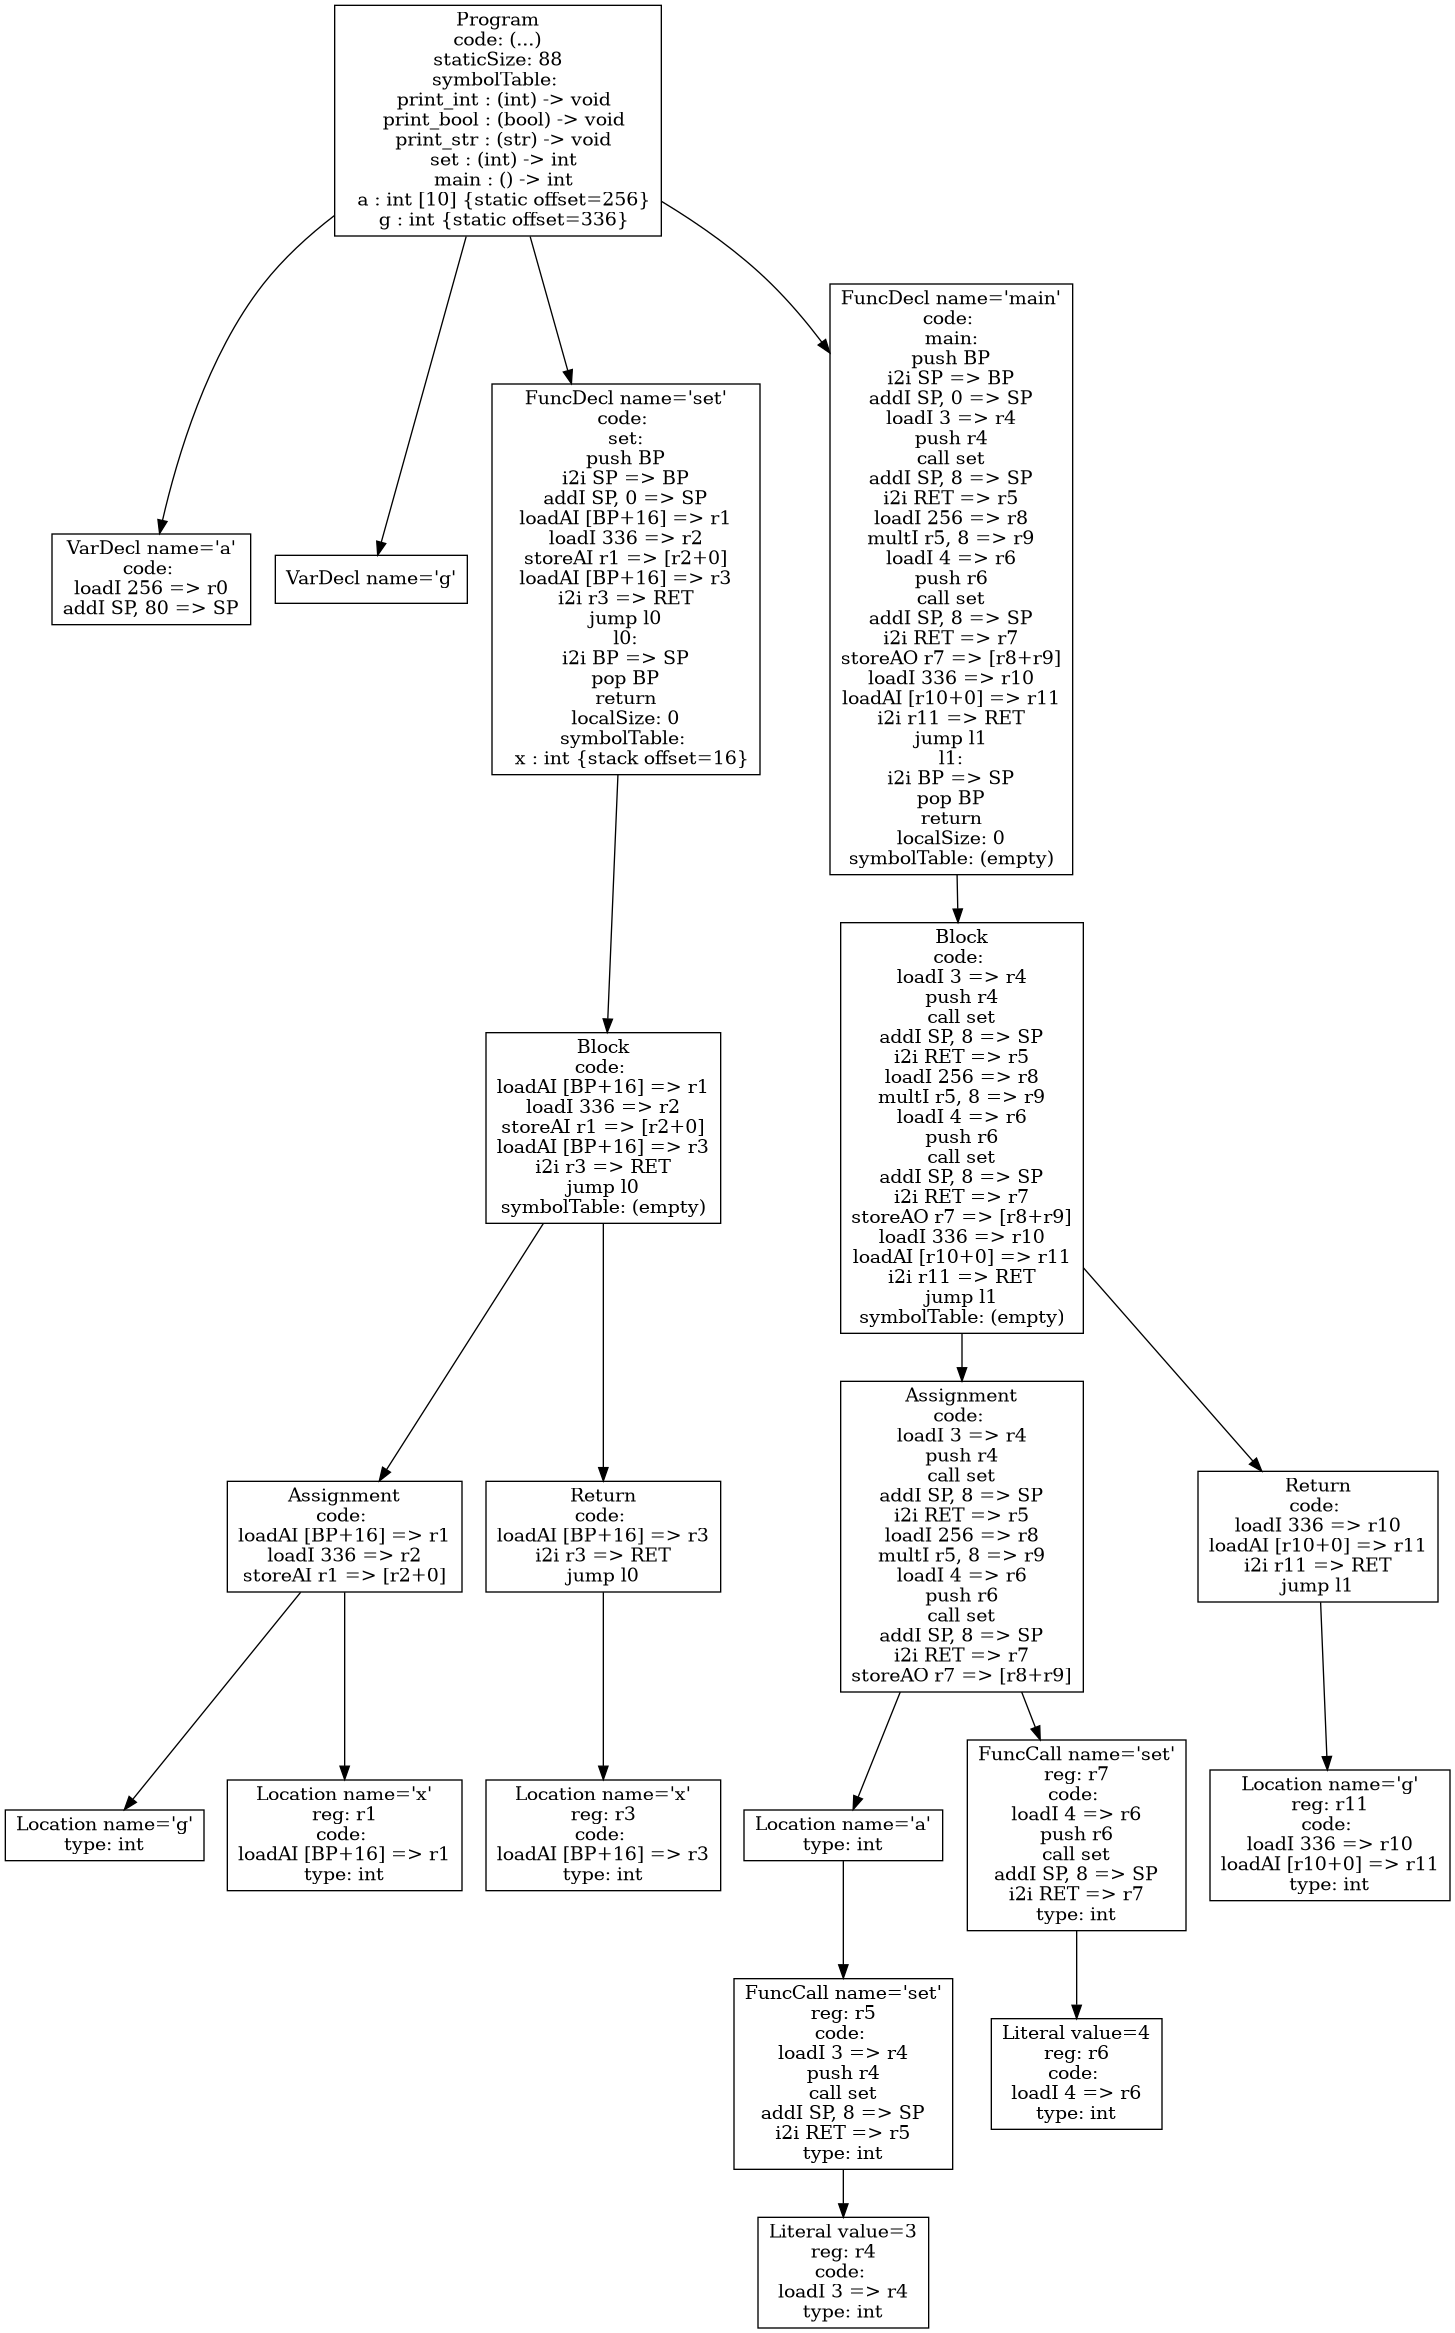 Program
code: (...)
staticSize: 88
symbolTable:
print_int : (int) -> void
print_bool : (bool) -> void
print_str : (str) -> void
set : (int) -> int
main : () -> int
a : int [10] {static offset=256}
g : int {static offset=336}
VarDecl name='a'
code:
loadI 256 => r0
addI SP, 80 => SP
VarDecl name='g'
FuncDecl name='set'
code:
set:
push BP
i2i SP => BP
addI SP, 0 => SP
loadAI [BP+16] => r1
loadI 336 => r2
storeAI r1 => [r2+0]
loadAI [BP+16] => r3
i2i r3 => RET
jump l0
l0:
i2i BP => SP
pop BP
return
localSize: 0
symbolTable:
x : int {stack offset=16}
FuncDecl name='main'
code:
main:
push BP
i2i SP => BP
addI SP, 0 => SP
loadI 3 => r4
push r4
call set
addI SP, 8 => SP
i2i RET => r5
loadI 256 => r8
multI r5, 8 => r9
loadI 4 => r6
push r6
call set
addI SP, 8 => SP
i2i RET => r7
storeAO r7 => [r8+r9]
loadI 336 => r10
loadAI [r10+0] => r11
i2i r11 => RET
jump l1
l1:
i2i BP => SP
pop BP
return
localSize: 0
symbolTable: (empty)
Block
code:
loadAI [BP+16] => r1
loadI 336 => r2
storeAI r1 => [r2+0]
loadAI [BP+16] => r3
i2i r3 => RET
jump l0
symbolTable: (empty)
Block
code:
loadI 3 => r4
push r4
call set
addI SP, 8 => SP
i2i RET => r5
loadI 256 => r8
multI r5, 8 => r9
loadI 4 => r6
push r6
call set
addI SP, 8 => SP
i2i RET => r7
storeAO r7 => [r8+r9]
loadI 336 => r10
loadAI [r10+0] => r11
i2i r11 => RET
jump l1
symbolTable: (empty)
Assignment
code:
loadAI [BP+16] => r1
loadI 336 => r2
storeAI r1 => [r2+0]
Return
code:
loadAI [BP+16] => r3
i2i r3 => RET
jump l0
Assignment
code:
loadI 3 => r4
push r4
call set
addI SP, 8 => SP
i2i RET => r5
loadI 256 => r8
multI r5, 8 => r9
loadI 4 => r6
push r6
call set
addI SP, 8 => SP
i2i RET => r7
storeAO r7 => [r8+r9]
Return
code:
loadI 336 => r10
loadAI [r10+0] => r11
i2i r11 => RET
jump l1
Location name='g'
type: int
Location name='x'
reg: r1
code:
loadAI [BP+16] => r1
type: int
Location name='x'
reg: r3
code:
loadAI [BP+16] => r3
type: int
Location name='a'
type: int
FuncCall name='set'
reg: r7
code:
loadI 4 => r6
push r6
call set
addI SP, 8 => SP
i2i RET => r7
type: int
Location name='g'
reg: r11
code:
loadI 336 => r10
loadAI [r10+0] => r11
type: int
FuncCall name='set'
reg: r5
code:
loadI 3 => r4
push r4
call set
addI SP, 8 => SP
i2i RET => r5
type: int
Literal value=4
reg: r6
code:
loadI 4 => r6
type: int
Literal value=3
reg: r4
code:
loadI 3 => r4
type: int